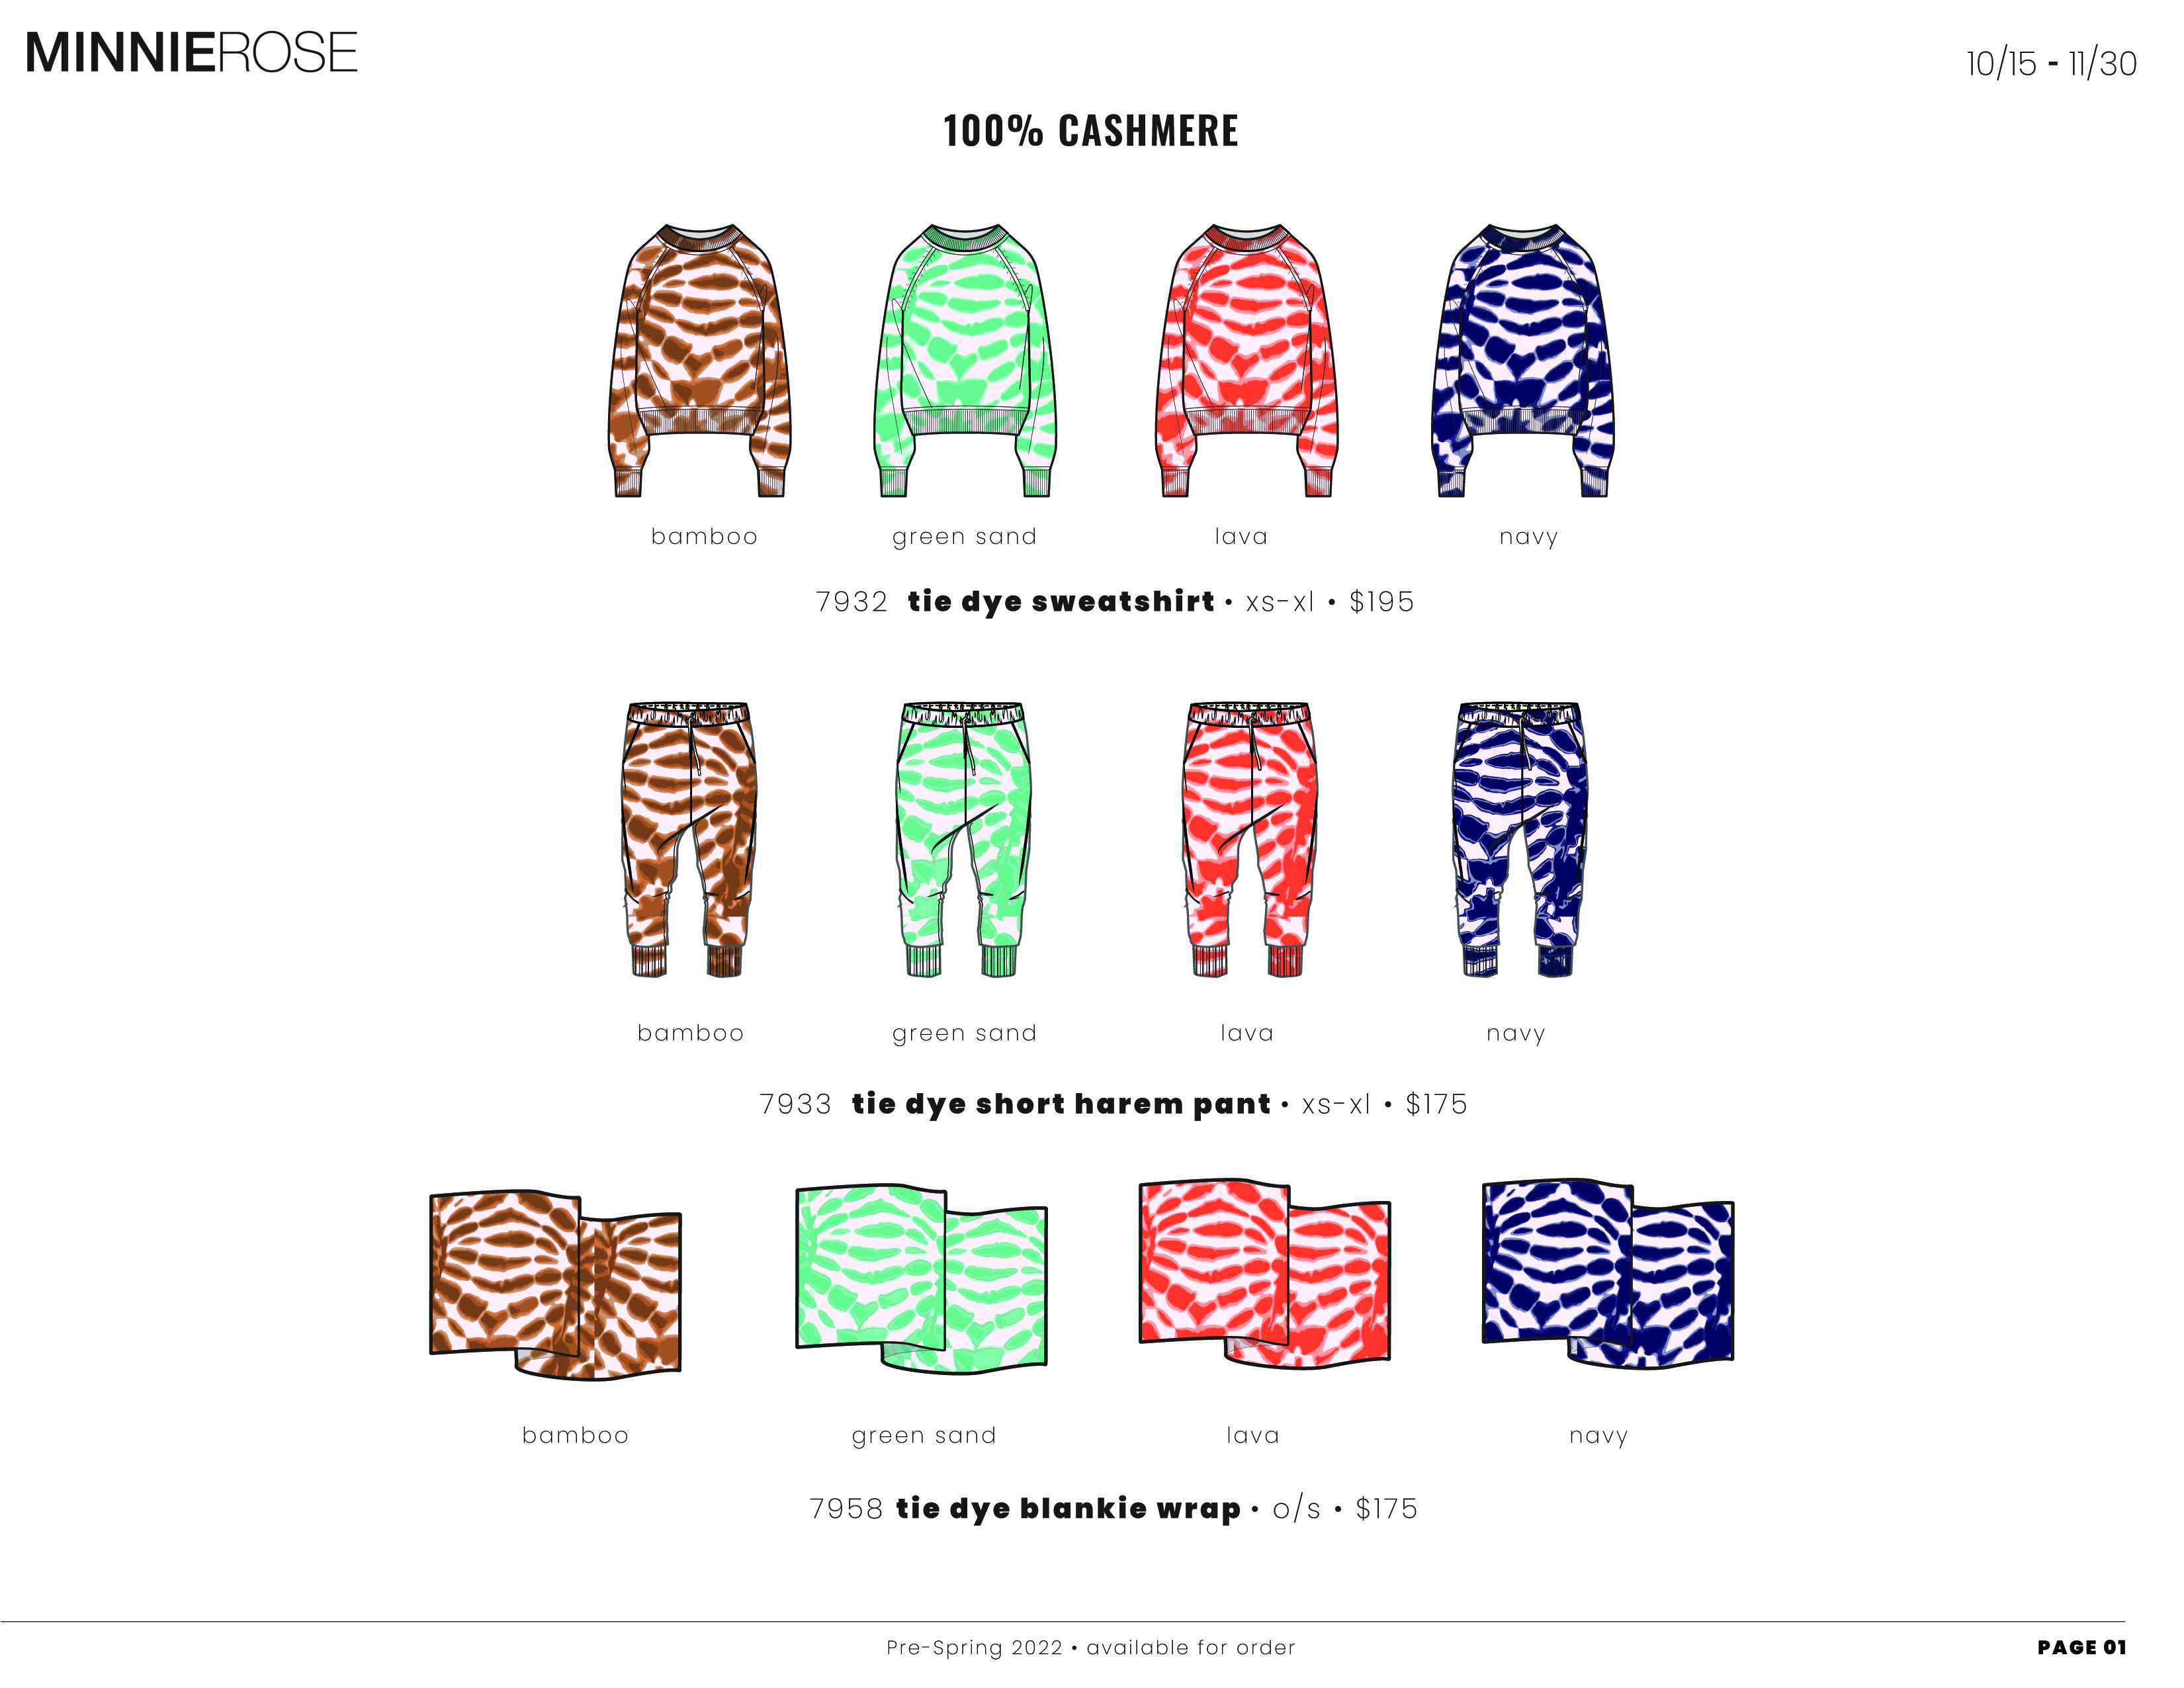 MINNIEROSE
10/15 - 11/30
100% CASHMERE
bamboo green sand lava navy
7932 tie dye sweatshirt • xs-xl • $195
bamboo green sand lava navy
7933 tie dye short harem pant • xs-xl • $175
bamboo green sand lava navy
7958 tie dye blankie wrap • o/s • $175
Pre-Spring 2022 • available for order
PAGE 01